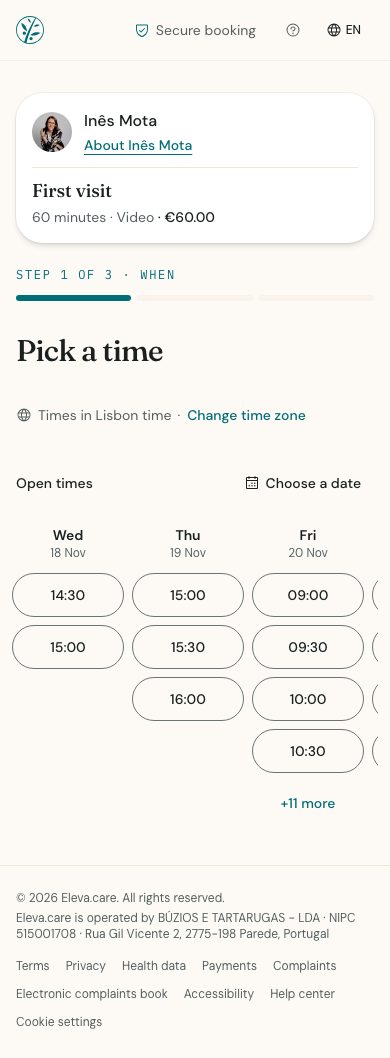 Secure booking
EN
Inês Mota
About Inês Mota
First visit
60 minutes · Video · €60.00
STEP 1 OF 3 · WHEN
Pick a time
Times in Lisbon time · Change time zone
Open times
Choose a date
Wed Thu Fri
18 Nov 19 Nov 20 Nov
14:30 15:00 09:00
15:00 15:30 09:30
16:00 10:00
10:30
+11 more
© 2026 Eleva.care. All rights reserved.
Eleva.care is operated by BÚZIOS E TARTARUGAS – LDA · NIPC
515001708 · Rua Gil Vicente 2, 2775-198 Parede, Portugal
Terms Privacy Health data Payments Complaints
Electronic complaints book Accessibility Help center
Cookie settings